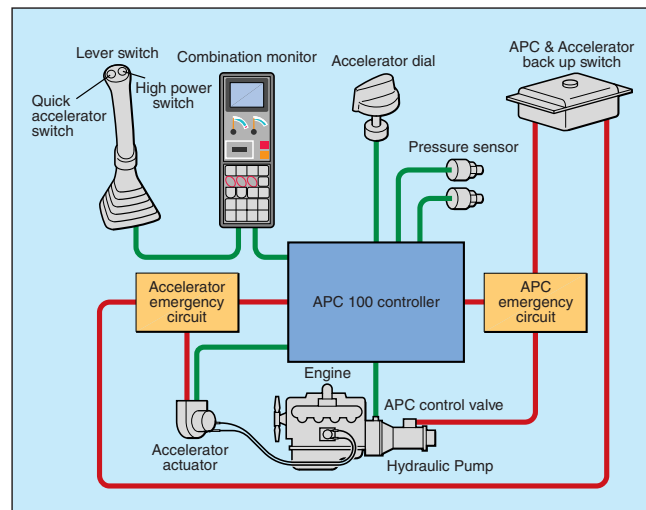 Lever switch
Quick
accelerator
switch
High power
switch
Combination monitor
Accelerator dial
APC & Accelerator
back up switch
Pressure sensor
Accelerator
emergency
circuit
APC 100 controller
APC
emergency
circuit
Engine
APC control valve
Accelerator
actuator
Hydraulic Pump